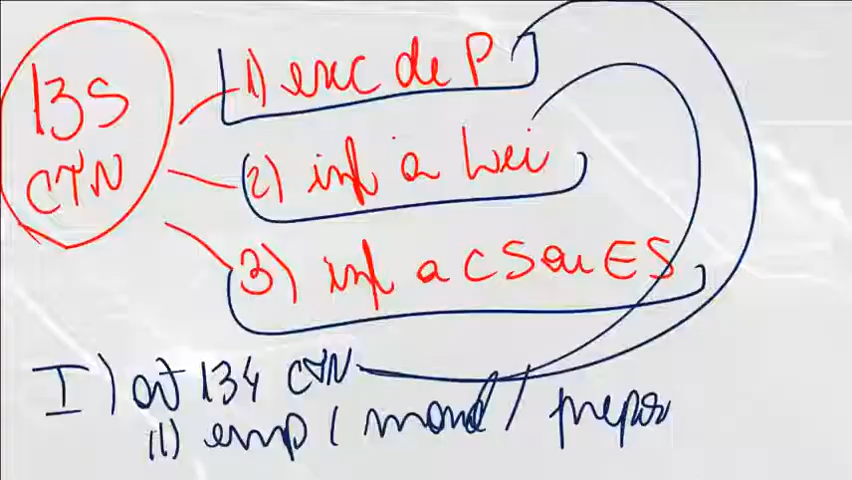 135
CTN
1) exc de P
2) inf a Lei
3) inf a CS ou ES
I) art 134 CTN
II) emp / mand / prepos